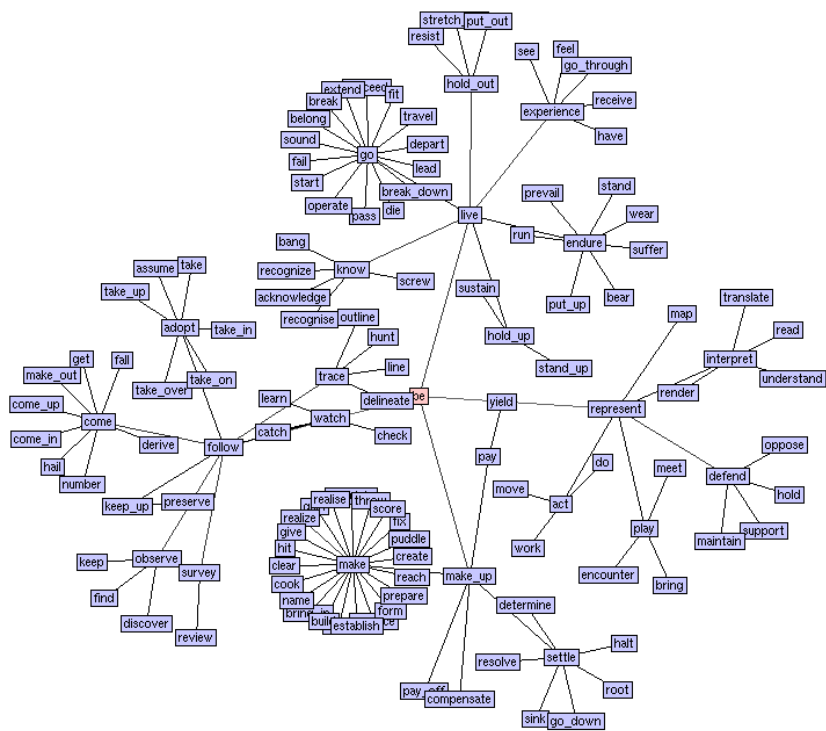 stretch
put_out
resist
see
feel
go_through
hold_out
receive
experience
have
extend
ceed
fit
break
belong
travel
sound
depart
go
fail
lead
start
break_down
operate
pass
die
live
prevail
stand
wear
run
endure
suffer
put_up
bear
bang
recognize
know
screw
acknowledge
recognise
outline
sustain
hold_up
stand_up
assume
take
take_up
adopt
take_in
take_over
take_on
hunt
trace
line
delineate
be
learn
watch
catch
check
get
fall
make_out
come_up
come
come_in
derive
hail
number
follow
keep_up
preserve
keep
observe
survey
find
discover
review
yield
pay
represent
map
translate
read
interpret
render
understand
do
move
act
work
meet
play
encounter
bring
oppose
defend
hold
support
maintain
realise
throw
score
realize
fix
give
puddle
hit
create
clear
make
reach
cook
prepare
name
form
bring_in
build
establish
make_up
determine
settle
halt
resolve
root
sink
go_down
pay_off
compensate